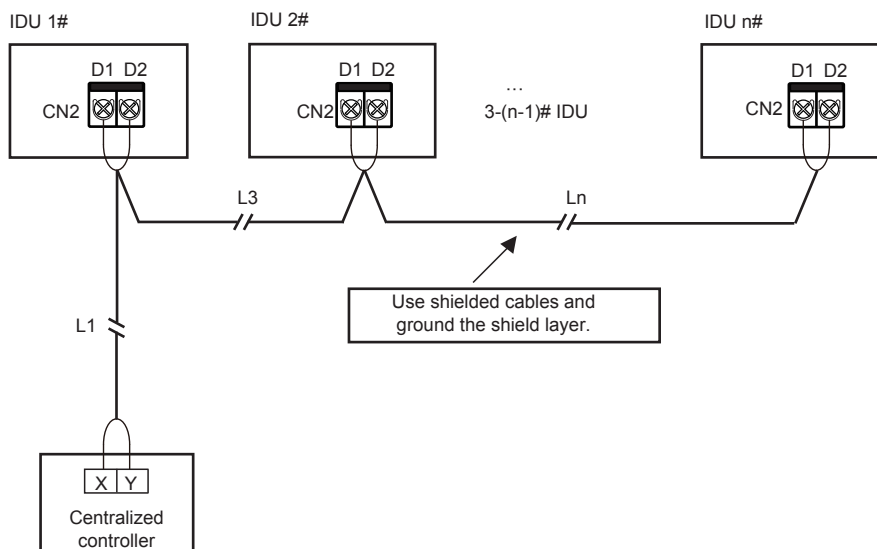 IDU 1#
IDU 2#
IDU n#
D1 D2
D1 D2
D1 D2
CN2
CN2
CN2
...
3-(n-1)# IDU
L3
Ln
Use shielded cables and
ground the shield layer.
L1
X Y
Centralized
controller